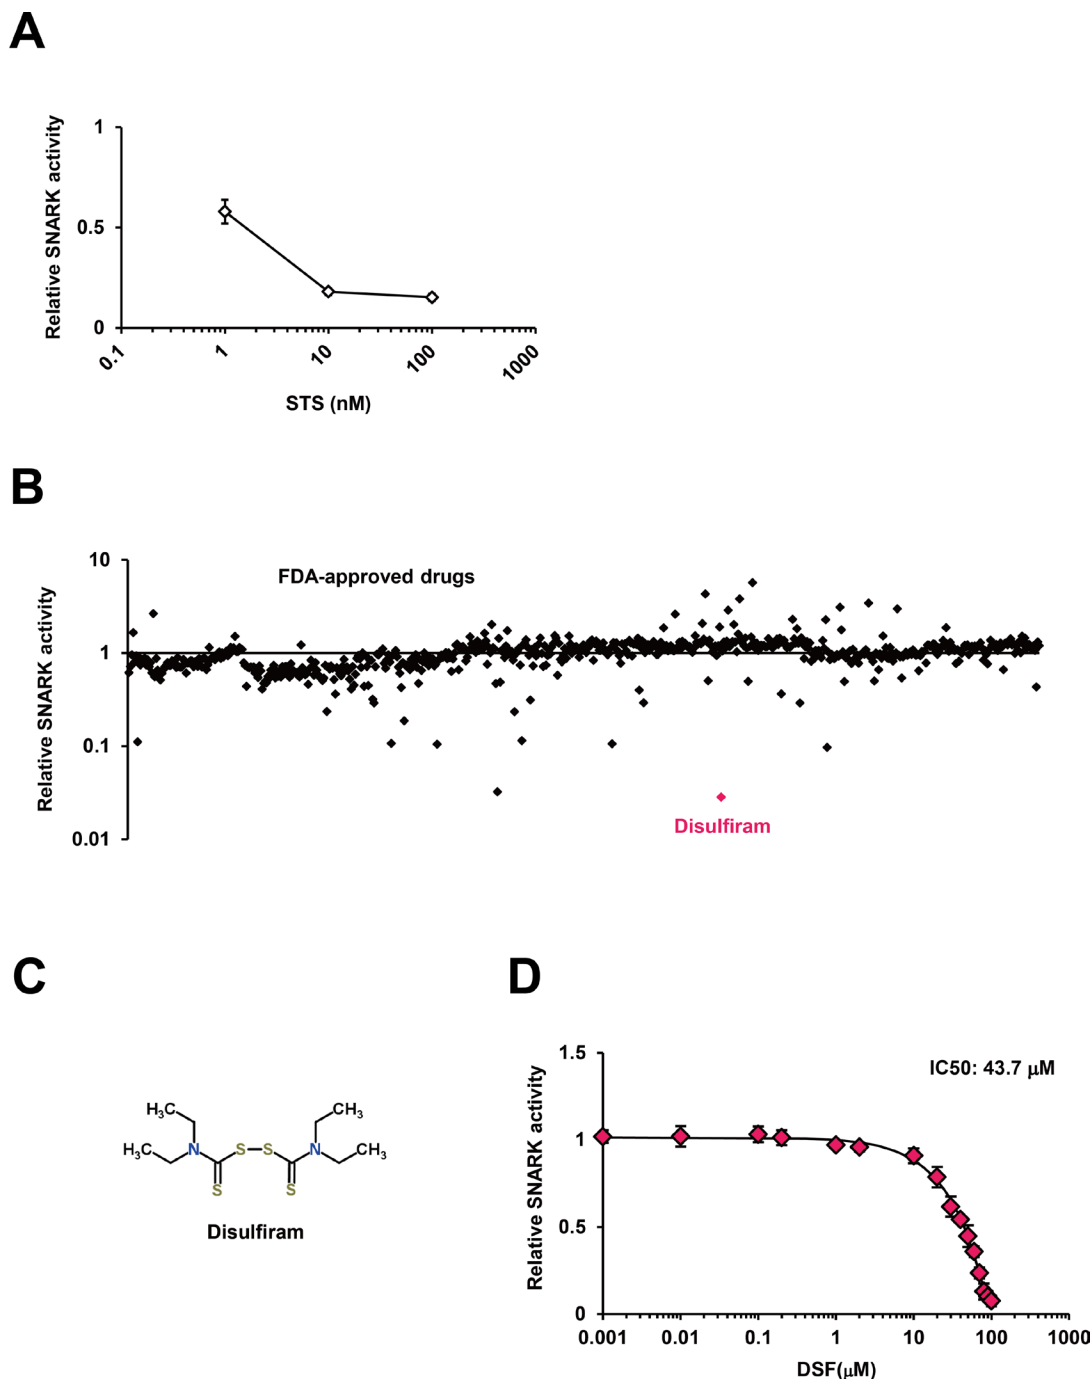 A
Relative SNARK activity
1
0.5
0
0.1
1
10
100
1000
STS (nM)
B
Relative SNARK activity
10
1
0.1
0.01
FDA-approved drugs
Disulfiram
C
H3C
CH3
H3C
N
S
S
N
CH3
S
S
Disulfiram
D
Relative SNARK activity
1.5
1
0.5
0
IC50: 43.7 μM
0.001
0.01
0.1
1
10
100
1000
DSF(μM)